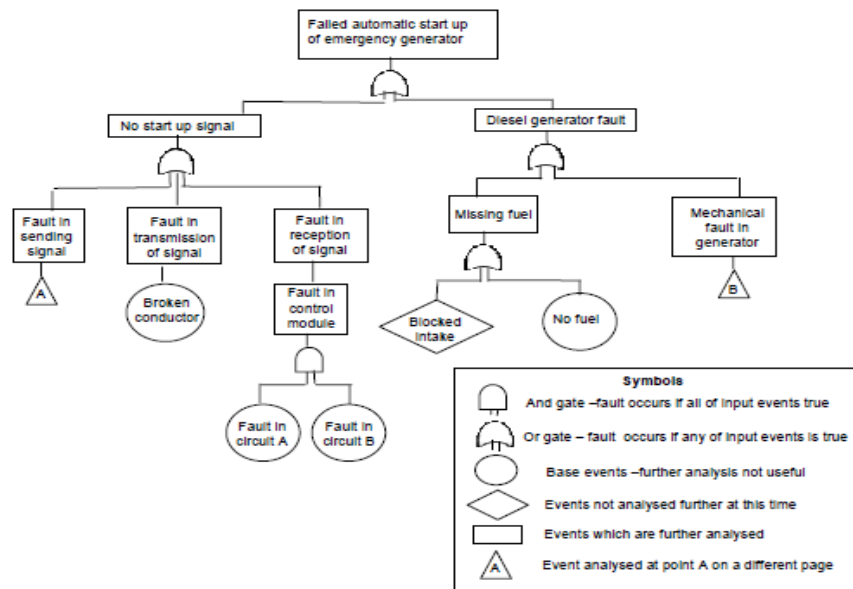 Failed automatic start up
of emergency generator
No start up signal
Diesel generator fault
Fault in
sending
signal
Fault in
transmission
of signal
Fault in
reception
of signal
Missing fuel
Mechanical
fault in
generator
A
Broken
conductor
Fault in
control
module
Blocked
intake
No fuel
B
Fault in
circuit A
Fault in
circuit B
Symbols
And gate –fault occurs if all of input events true
Or gate – fault occurs if any of input events is true
Base events –further analysis not useful
Events not analysed further at this time
Events which are further analysed
A
Event analysed at point A on a different page